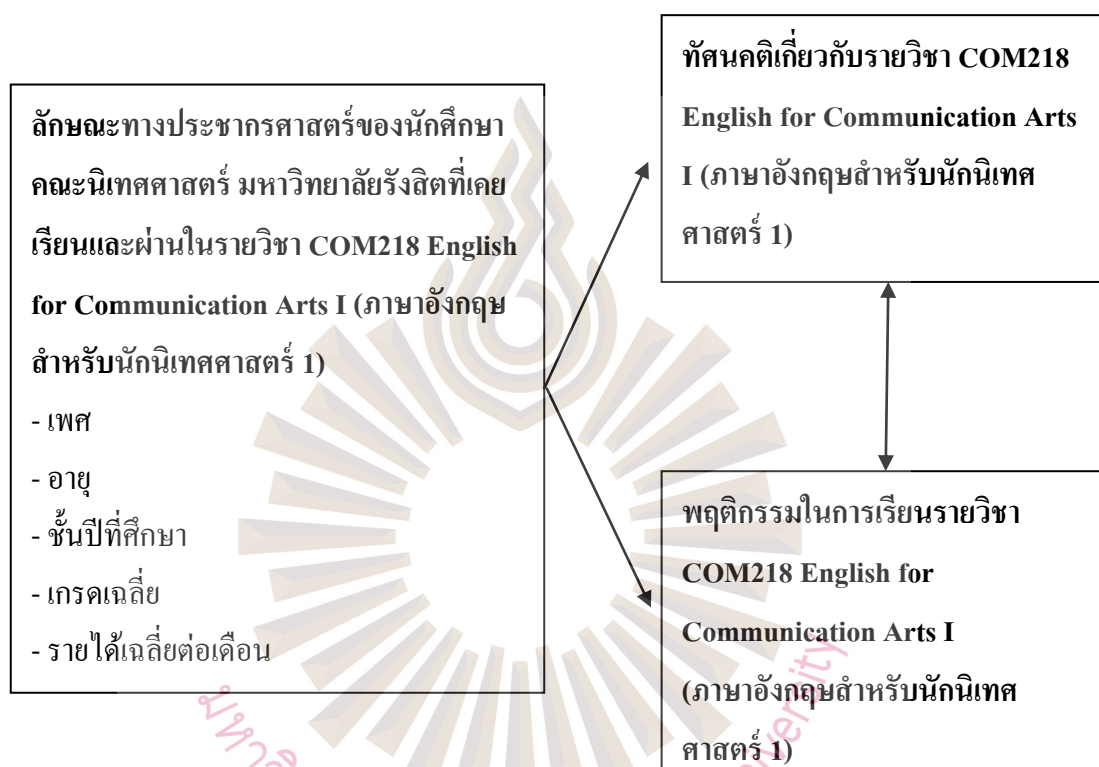 ลักษณะทางประชากรศาสตร์ของนักศึกษา
คณะนิเทศศาสตร์ มหาวิทยาลัยรังสิตที่เคย
เรียนและผ่านในรายวิชา COM218 English
for Communication Arts I (ภาษาอังกฤษ
สำหรับนักนิเทศศาสตร์ 1)
- เพศ
- อายุ
- ชั้นปีที่ศึกษา
- เกรดเฉลี่ย
- รายได้เฉลี่ยต่อเดือน
ทัศนคติเกี่ยวกับรายวิชา COM218
English for Communication Arts
I (ภาษาอังกฤษสำหรับนักนิเทศ
ศาสตร์ 1)
พฤติกรรมในการเรียนรายวิชา
COM218 English for
Communication Arts I
(ภาษาอังกฤษสำหรับนักนิเทศ
ศาสตร์ 1)